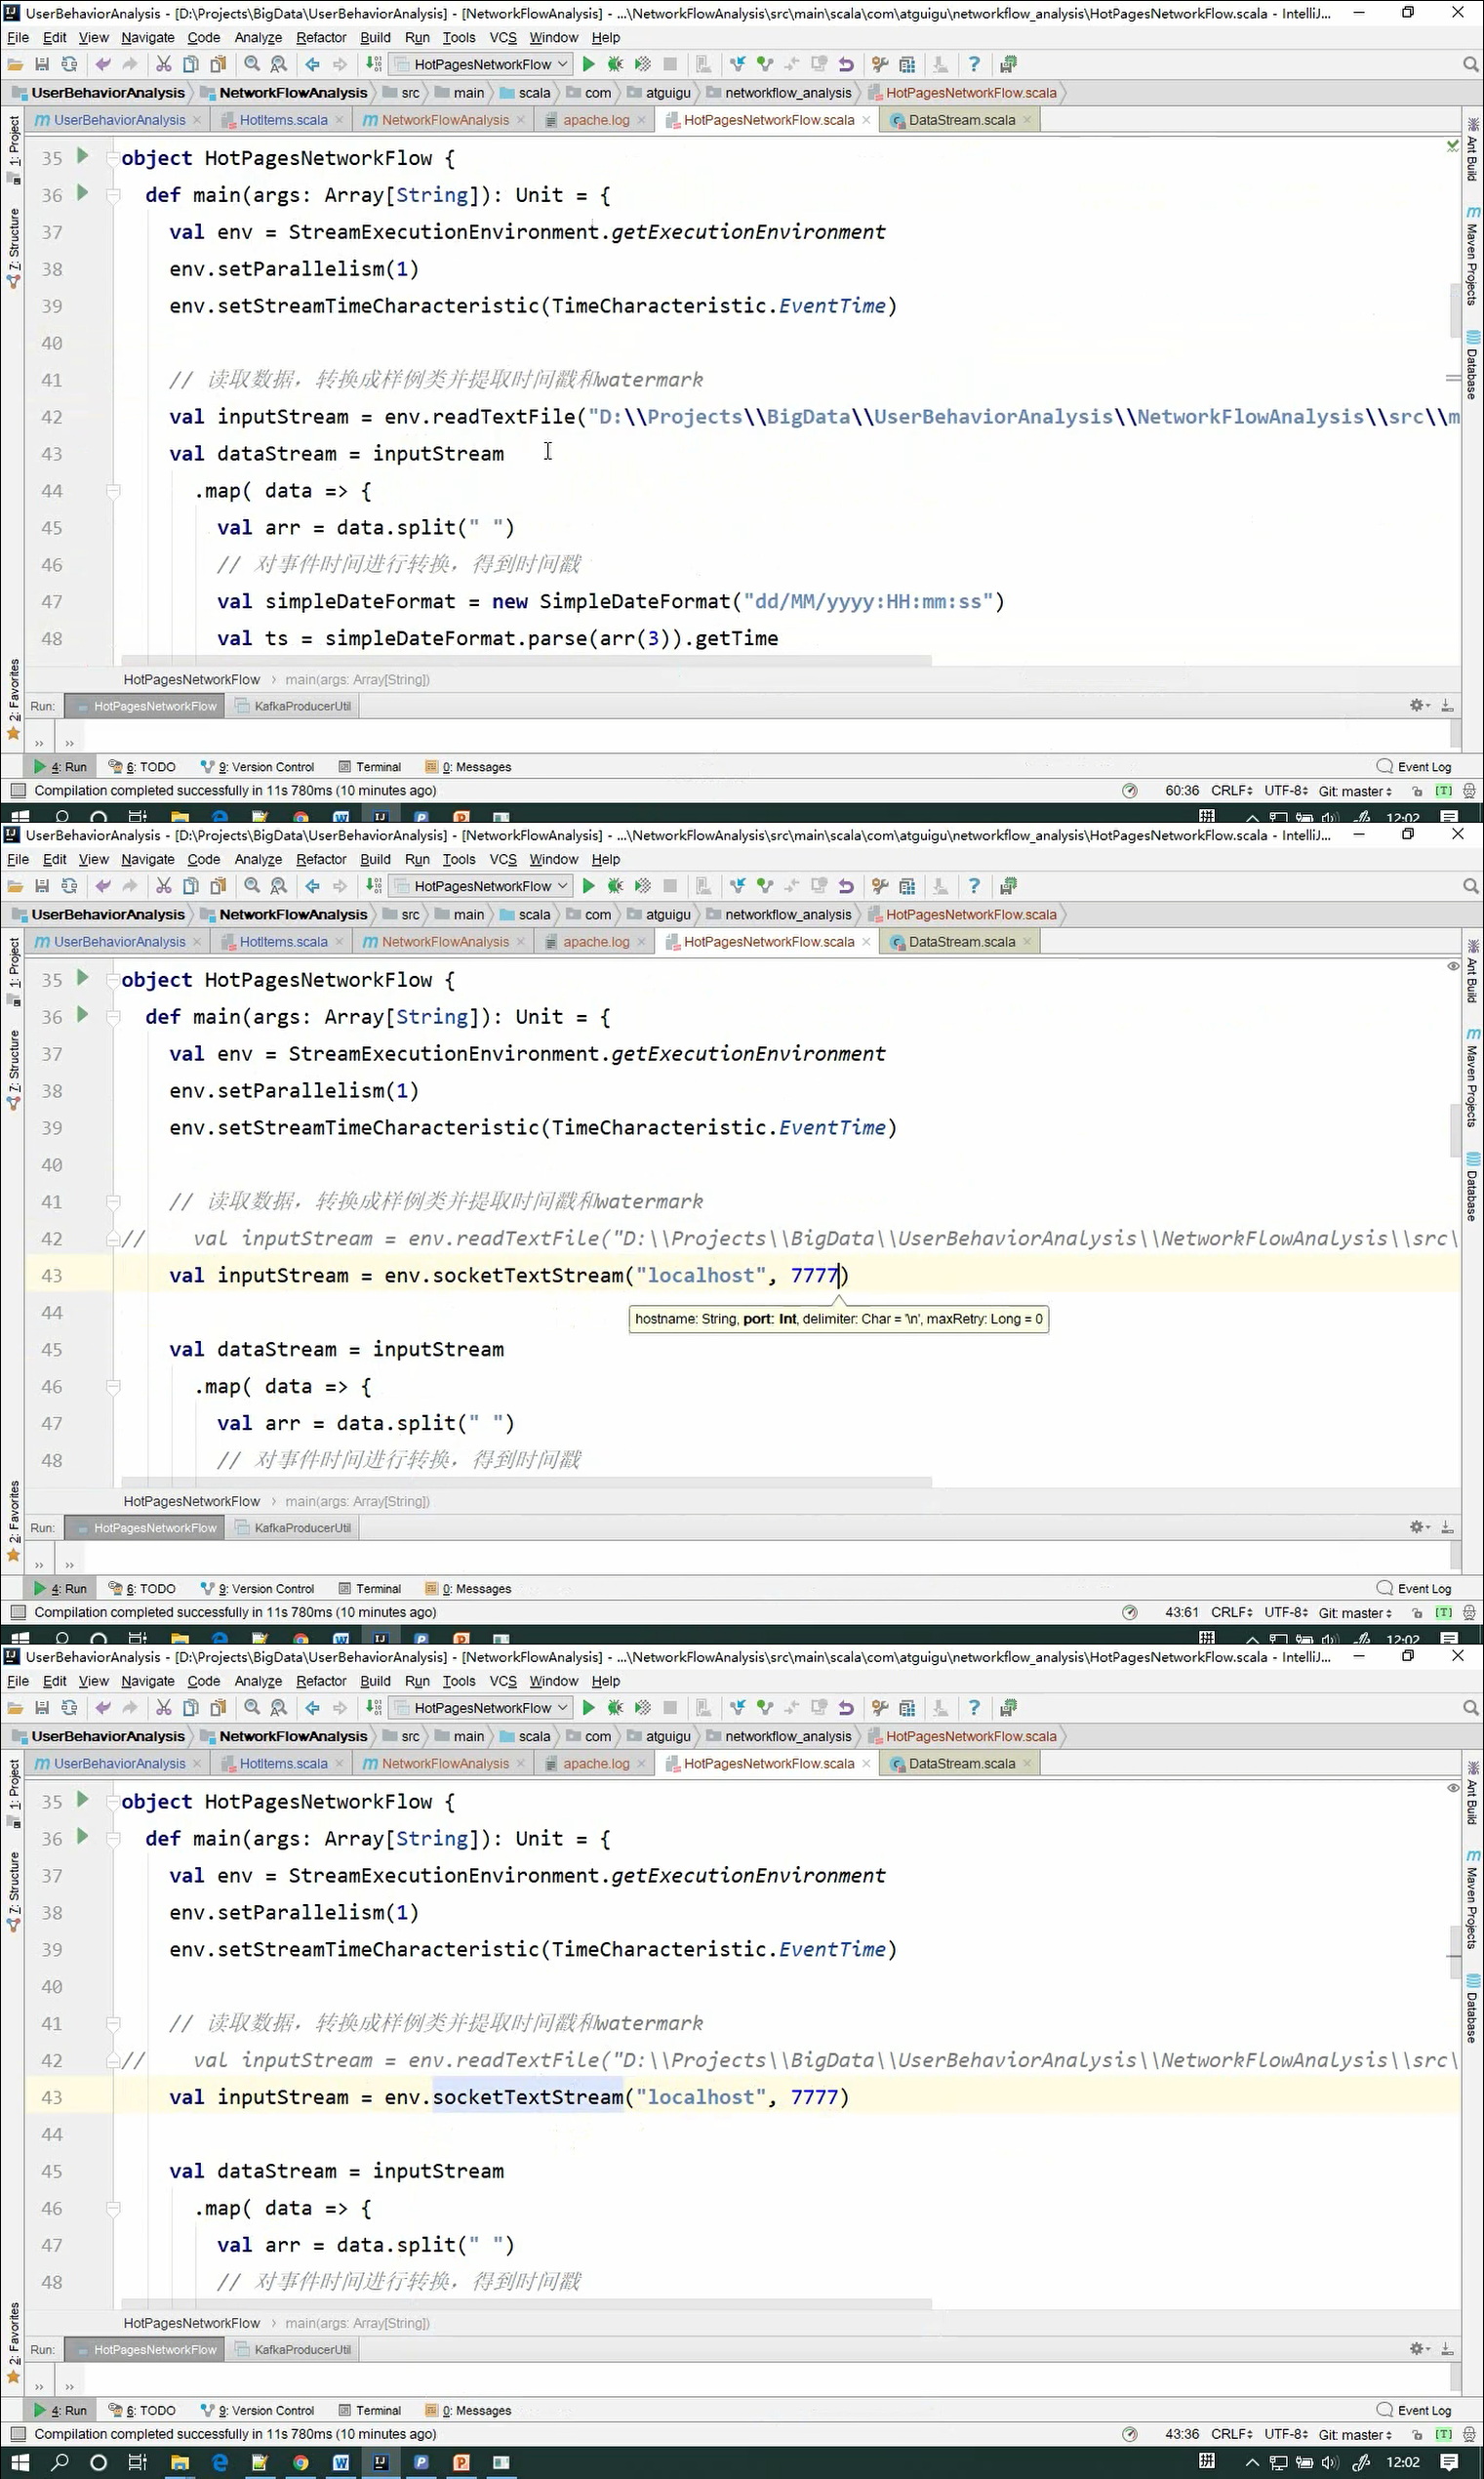 UserBehaviorAnalysis - [D:\Projects\BigData\UserBehaviorAnalysis] - [NetworkFlowAnalysis] - ...\NetworkFlowAnalysis\src\main\scala\com\atguigu\networkflow_analysis\HotPagesNetworkFlow.scala - IntelliJ...
File Edit View Navigate Code Analyze Refactor Build Run Tools VCS Window Help
HotPagesNetworkFlow
UserBehaviorAnalysis NetworkFlowAnalysis src main scala com atguigu networkflow_analysis HotPagesNetworkFlow.scala
UserBehaviorAnalysis HotItems.scala NetworkFlowAnalysis apache.log HotPagesNetworkFlow.scala DataStream.scala
1: Project
7: Structure
2: Favorites
Ant Build
Maven Projects
Database
35 object HotPagesNetworkFlow {
36 def main(args: Array[String]): Unit = {
37 val env = StreamExecutionEnvironment.getExecutionEnvironment
38 env.setParallelism(1)
39 env.setStreamTimeCharacteristic(TimeCharacteristic.EventTime)
40
41 // 读取数据，转换成样例类并提取时间戳和watermark
42 val inputStream = env.readTextFile("D:\\Projects\\BigData\\UserBehaviorAnalysis\\NetworkFlowAnalysis\\src\\m
43 val dataStream = inputStream
44 .map( data => {
45 val arr = data.split(" ")
46 // 对事件时间进行转换，得到时间戳
47 val simpleDateFormat = new SimpleDateFormat("dd/MM/yyyy:HH:mm:ss")
48 val ts = simpleDateFormat.parse(arr(3)).getTime
HotPagesNetworkFlow › main(args: Array[String])
Run: HotPagesNetworkFlow KafkaProducerUtil
» »
4: Run 6: TODO 9: Version Control Terminal 0: Messages Event Log
Compilation completed successfully in 11s 780ms (10 minutes ago) 60:36 CRLF UTF-8 Git: master [T]
12:02
UserBehaviorAnalysis - [D:\Projects\BigData\UserBehaviorAnalysis] - [NetworkFlowAnalysis] - ...\NetworkFlowAnalysis\src\main\scala\com\atguigu\networkflow_analysis\HotPagesNetworkFlow.scala - IntelliJ...
File Edit View Navigate Code Analyze Refactor Build Run Tools VCS Window Help
HotPagesNetworkFlow
UserBehaviorAnalysis NetworkFlowAnalysis src main scala com atguigu networkflow_analysis HotPagesNetworkFlow.scala
UserBehaviorAnalysis HotItems.scala NetworkFlowAnalysis apache.log HotPagesNetworkFlow.scala DataStream.scala
1: Project
7: Structure
2: Favorites
Ant Build
Maven Projects
Database
35 object HotPagesNetworkFlow {
36 def main(args: Array[String]): Unit = {
37 val env = StreamExecutionEnvironment.getExecutionEnvironment
38 env.setParallelism(1)
39 env.setStreamTimeCharacteristic(TimeCharacteristic.EventTime)
40
41 // 读取数据，转换成样例类并提取时间戳和watermark
42 // val inputStream = env.readTextFile("D:\\Projects\\BigData\\UserBehaviorAnalysis\\NetworkFlowAnalysis\\src\
43 val inputStream = env.socketTextStream("localhost", 7777)
44 hostname: String, port: Int, delimiter: Char = '\n', maxRetry: Long = 0
45 val dataStream = inputStream
46 .map( data => {
47 val arr = data.split(" ")
48 // 对事件时间进行转换，得到时间戳
HotPagesNetworkFlow › main(args: Array[String])
Run: HotPagesNetworkFlow KafkaProducerUtil
» »
4: Run 6: TODO 9: Version Control Terminal 0: Messages Event Log
Compilation completed successfully in 11s 780ms (10 minutes ago) 43:61 CRLF UTF-8 Git: master [T]
12:02
UserBehaviorAnalysis - [D:\Projects\BigData\UserBehaviorAnalysis] - [NetworkFlowAnalysis] - ...\NetworkFlowAnalysis\src\main\scala\com\atguigu\networkflow_analysis\HotPagesNetworkFlow.scala - IntelliJ...
File Edit View Navigate Code Analyze Refactor Build Run Tools VCS Window Help
HotPagesNetworkFlow
UserBehaviorAnalysis NetworkFlowAnalysis src main scala com atguigu networkflow_analysis HotPagesNetworkFlow.scala
UserBehaviorAnalysis HotItems.scala NetworkFlowAnalysis apache.log HotPagesNetworkFlow.scala DataStream.scala
1: Project
7: Structure
2: Favorites
Ant Build
Maven Projects
Database
35 object HotPagesNetworkFlow {
36 def main(args: Array[String]): Unit = {
37 val env = StreamExecutionEnvironment.getExecutionEnvironment
38 env.setParallelism(1)
39 env.setStreamTimeCharacteristic(TimeCharacteristic.EventTime)
40
41 // 读取数据，转换成样例类并提取时间戳和watermark
42 // val inputStream = env.readTextFile("D:\\Projects\\BigData\\UserBehaviorAnalysis\\NetworkFlowAnalysis\\src\
43 val inputStream = env.socketTextStream("localhost", 7777)
44
45 val dataStream = inputStream
46 .map( data => {
47 val arr = data.split(" ")
48 // 对事件时间进行转换，得到时间戳
HotPagesNetworkFlow › main(args: Array[String])
Run: HotPagesNetworkFlow KafkaProducerUtil
» »
4: Run 6: TODO 9: Version Control Terminal 0: Messages Event Log
Compilation completed successfully in 11s 780ms (10 minutes ago) 43:36 CRLF UTF-8 Git: master [T]
拼 12:02